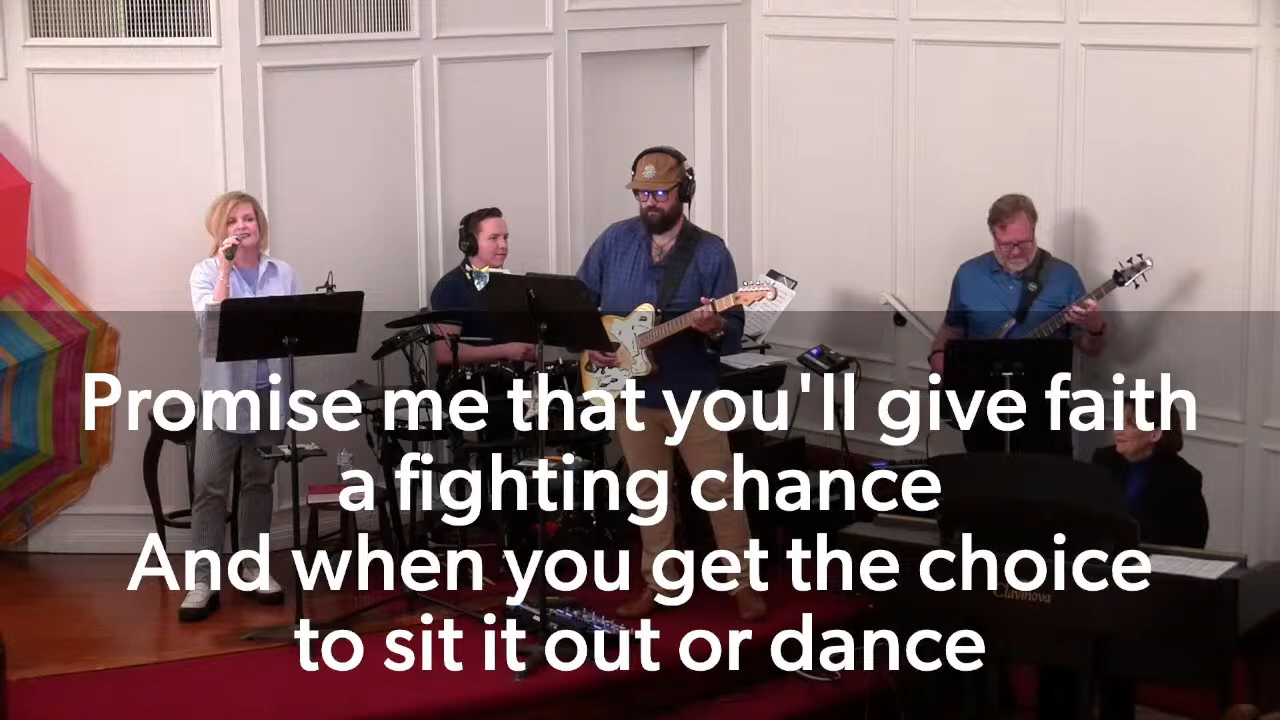 Promise me that you'll give faith
a fighting chance
And when you get the choice
to sit it out or dance
Clavinova